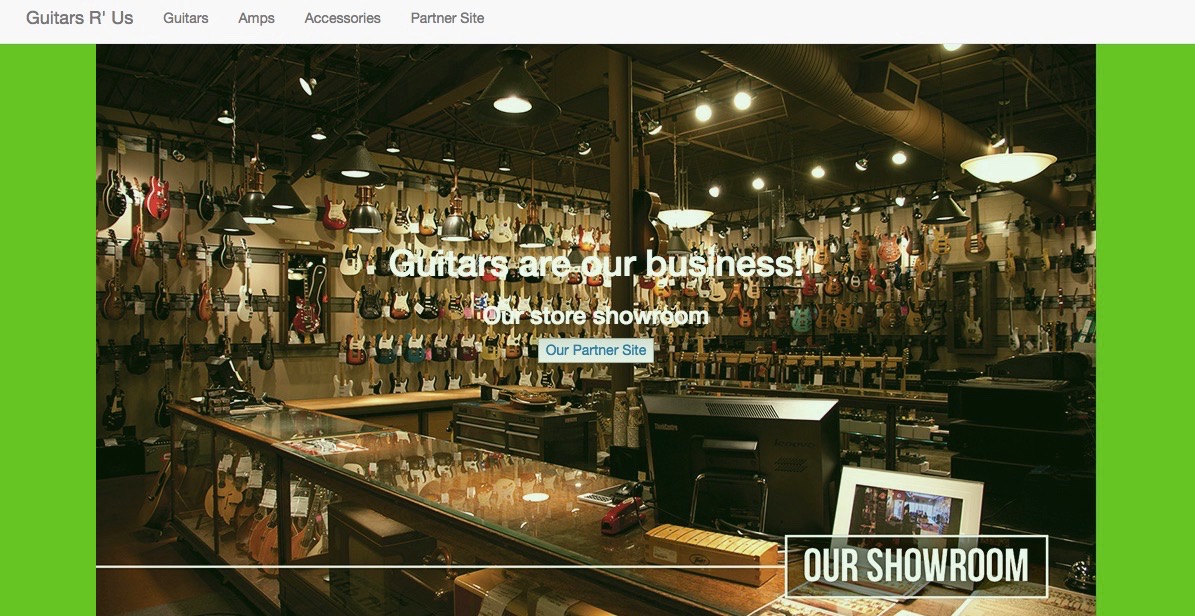 Guitars R' Us Guitars Amps Accessories Partner Site
Guitars are our business!
Our store showroom
Our Partner Site
OUR SHOWROOM